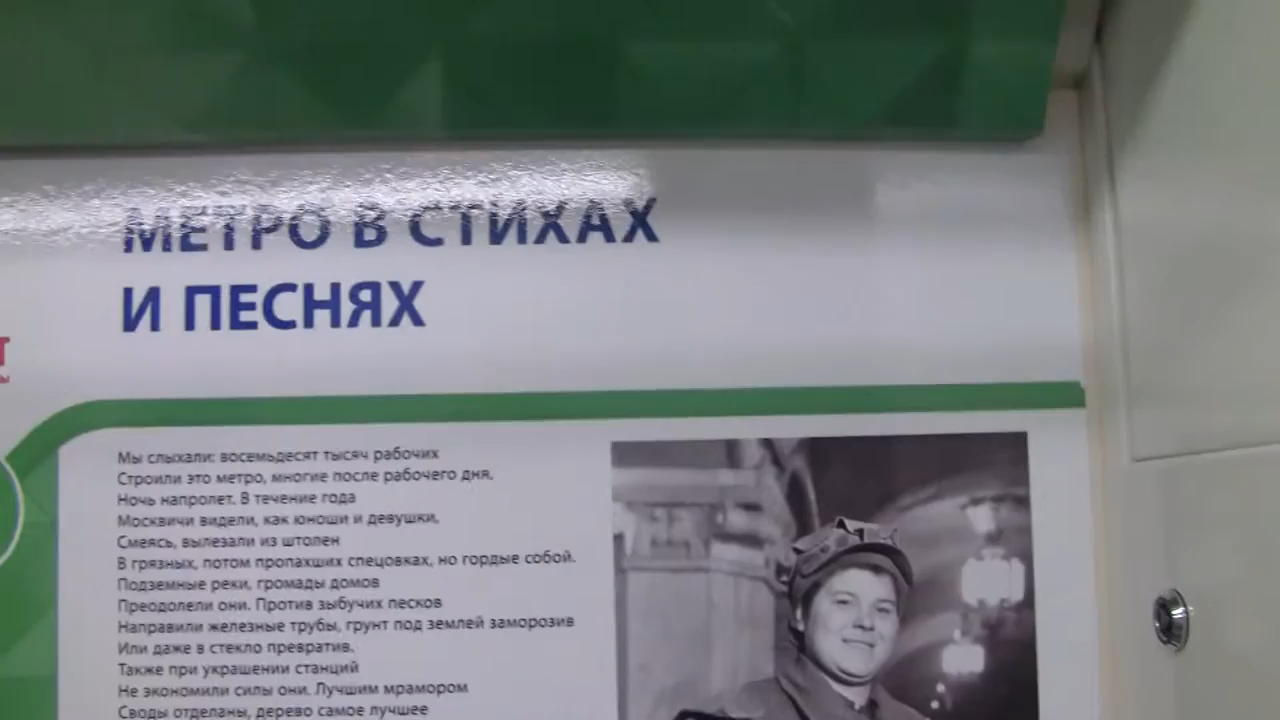 МЕТРО В СТИХАХ
И ПЕСНЯХ
Мы слыхали: восемьдесят тысяч рабочих
Строили это метро, многие после рабочего дня,
Ночь напролет. В течение года
Москвичи видели, как юноши и девушки,
Смеясь, вылезали из штолен
В грязных, потом пропахших спецовках, но гордые собой.
Подземные реки, громады домов
Преодолели они. Против зыбучих песков
Направили железные трубы, грунт под землей заморозив
Или даже в стекло превратив.
Также при украшении станций
Не экономили силы они. Лучшим мрамором
Своды отделаны, дерево самое лучшее